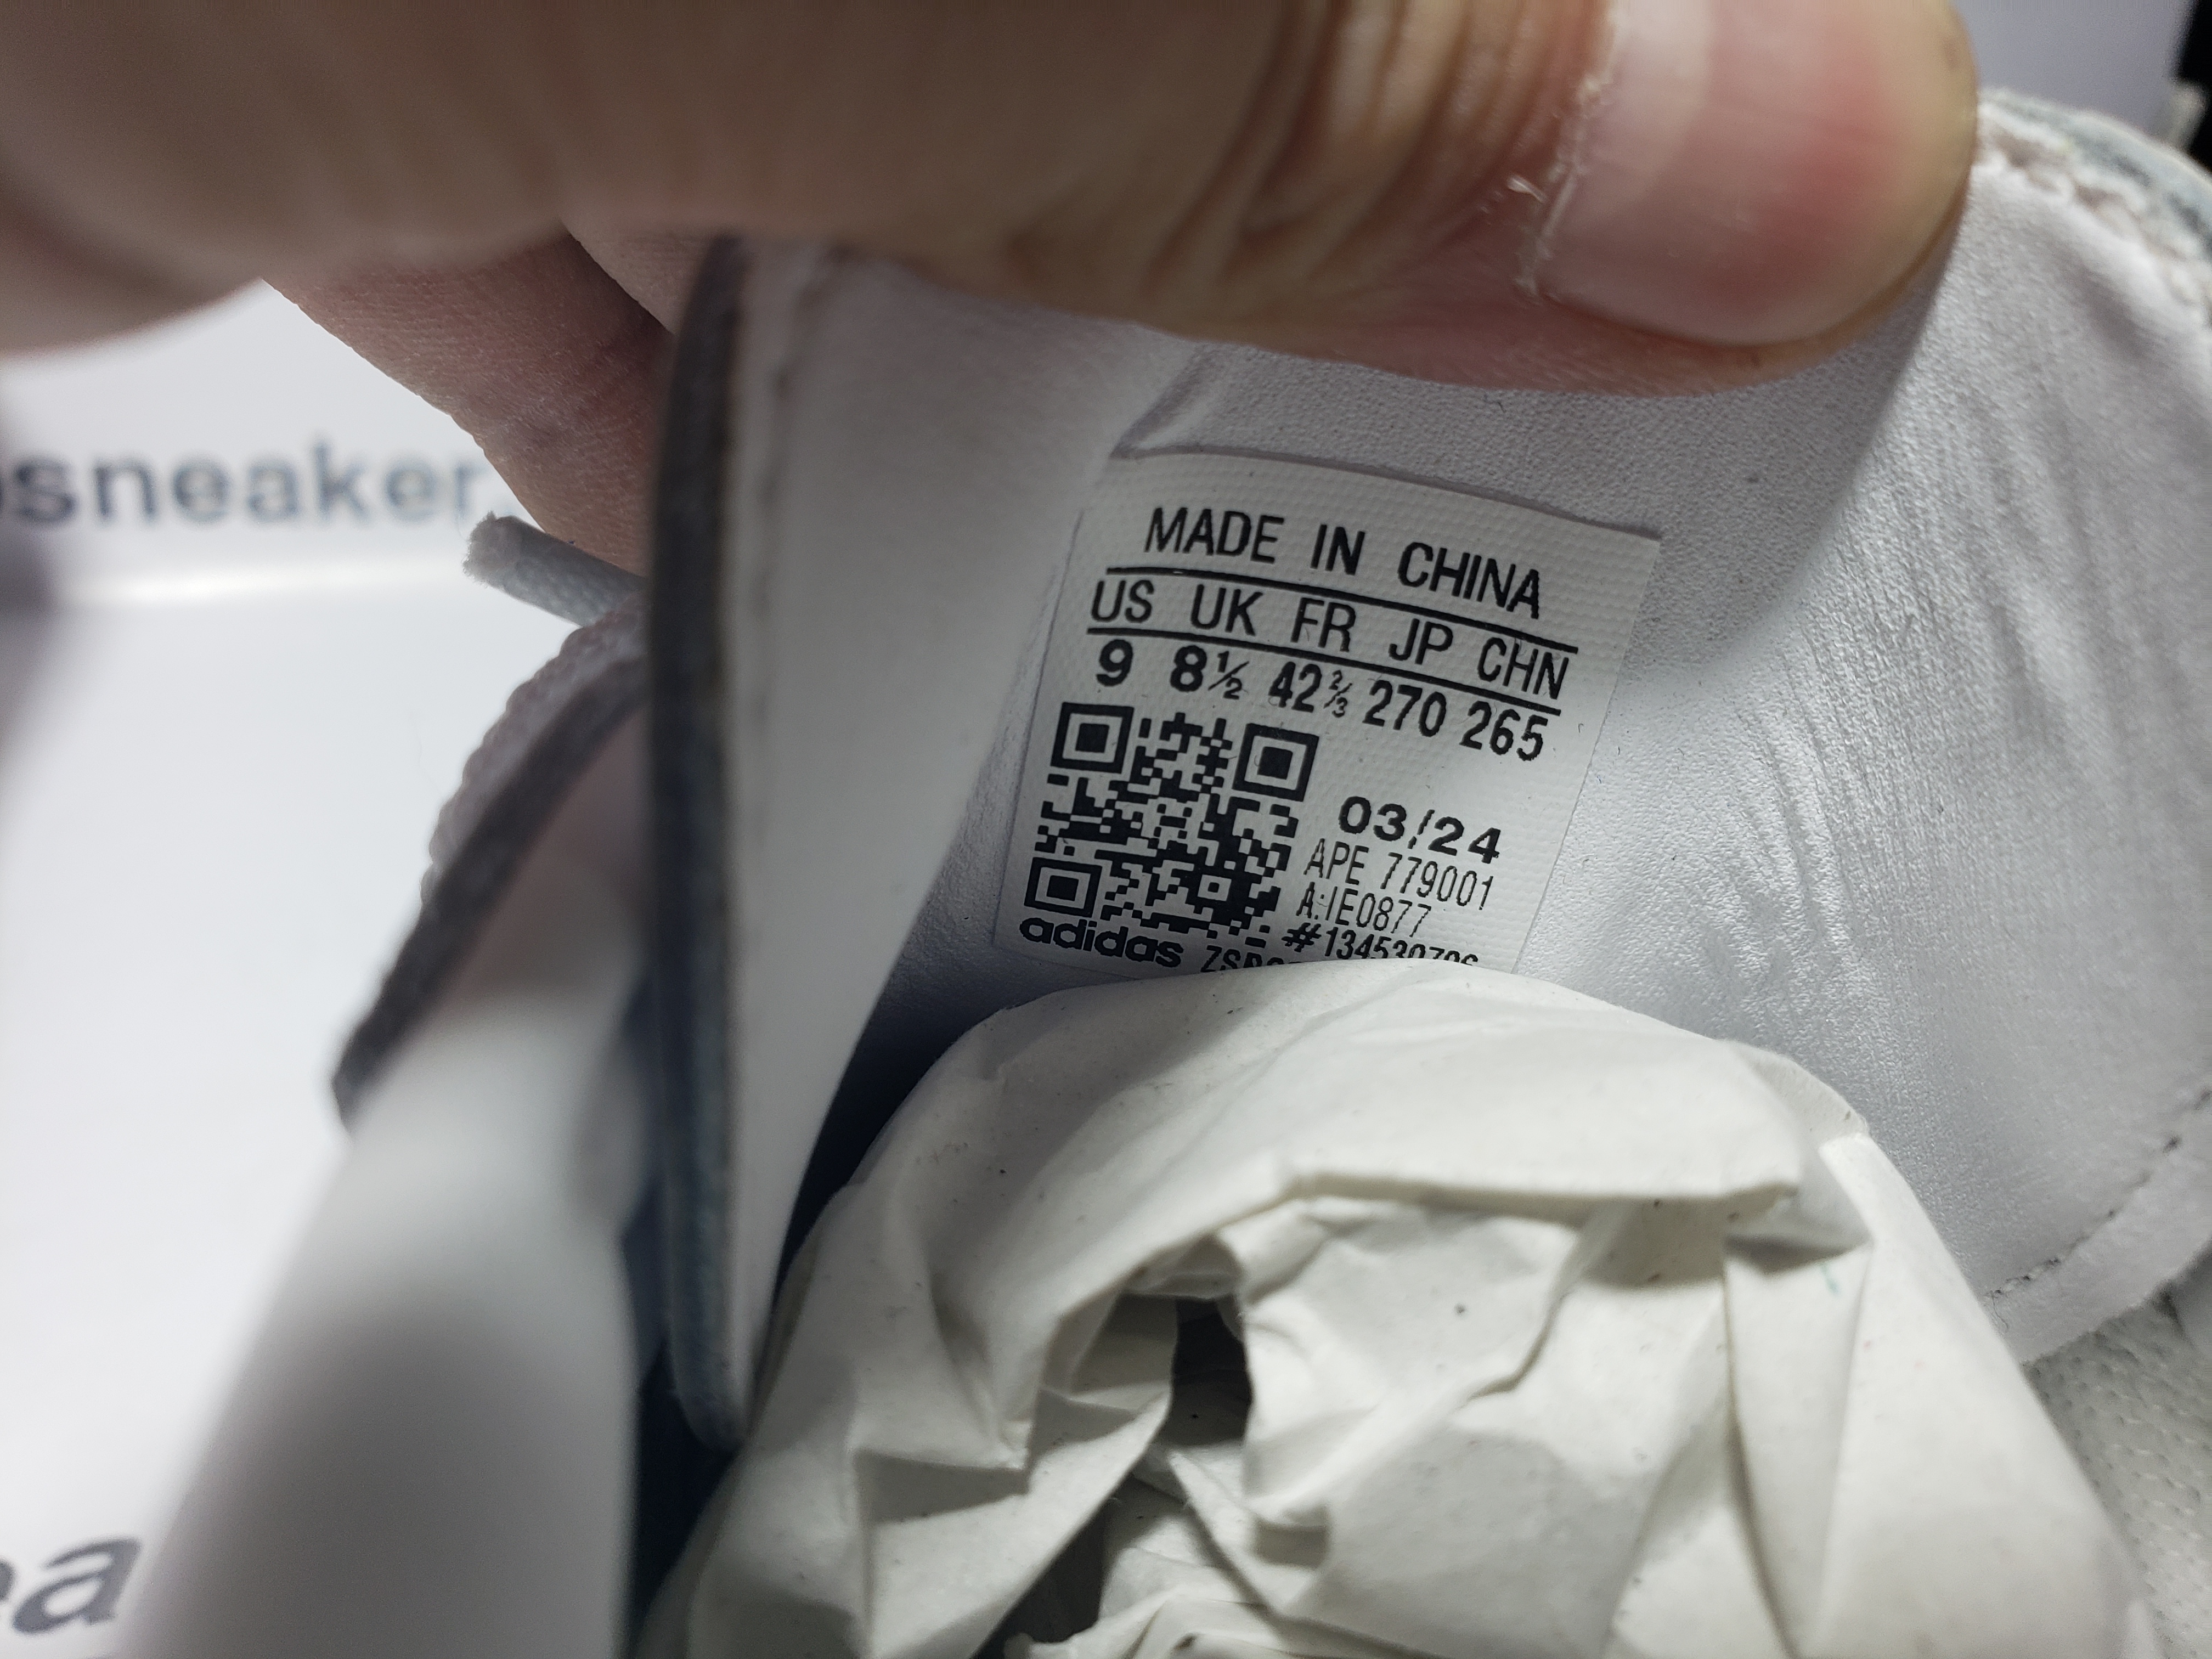 sneaker.
MADE IN CHINA
US UK FR JP CHN
9 8½ 42⅔ 270 265
03/24
APE 779001
A:IE0877
adidas
ea